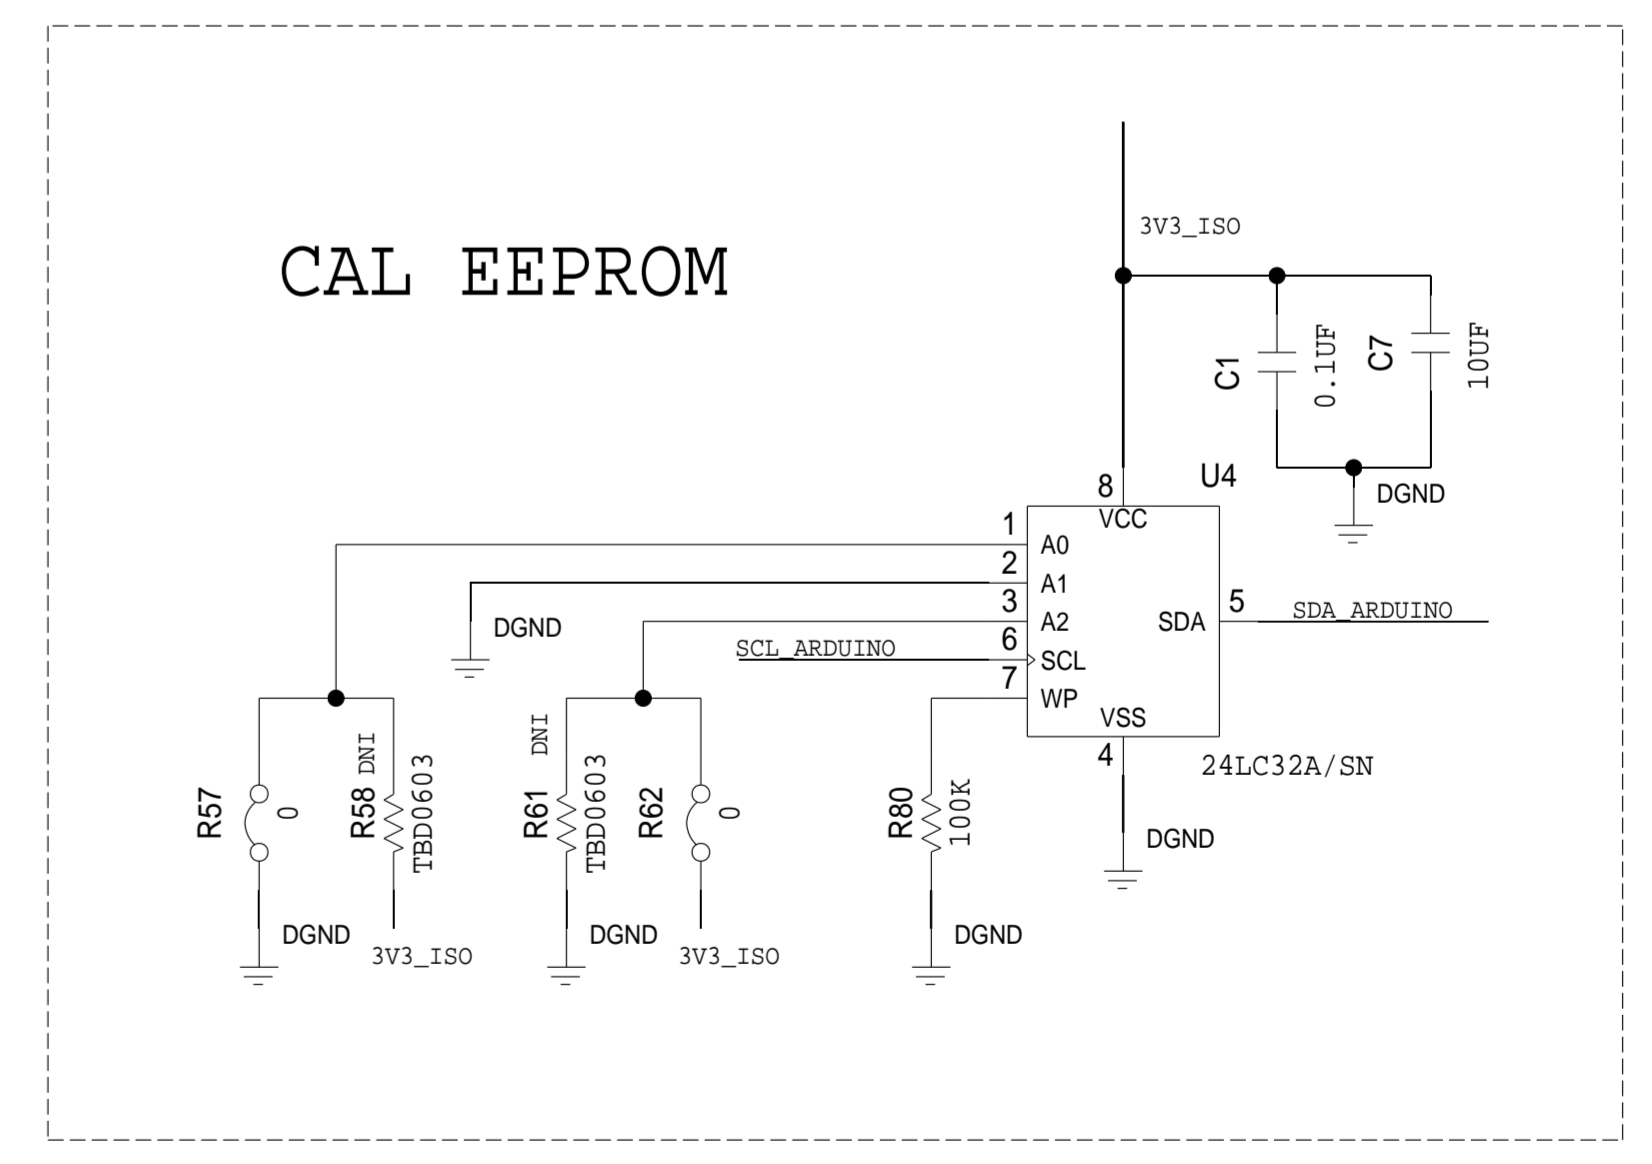 3V3_ISO
CAL EEPROM
C1
0.1UF
C7
10UF
U4
DGND
8
VCC
1
A0
2
A1
3
A2
6
SCL
7
WP
SDA
5
SDA_ARDUINO
DGND
SCL_ARDUINO
VSS
4
24LC32A/SN
DGND
R57
0
R58
DNI
TBD0603
R61
DNI
TBD0603
R62
0
R80
100K
DGND
3V3_ISO
DGND
3V3_ISO
DGND